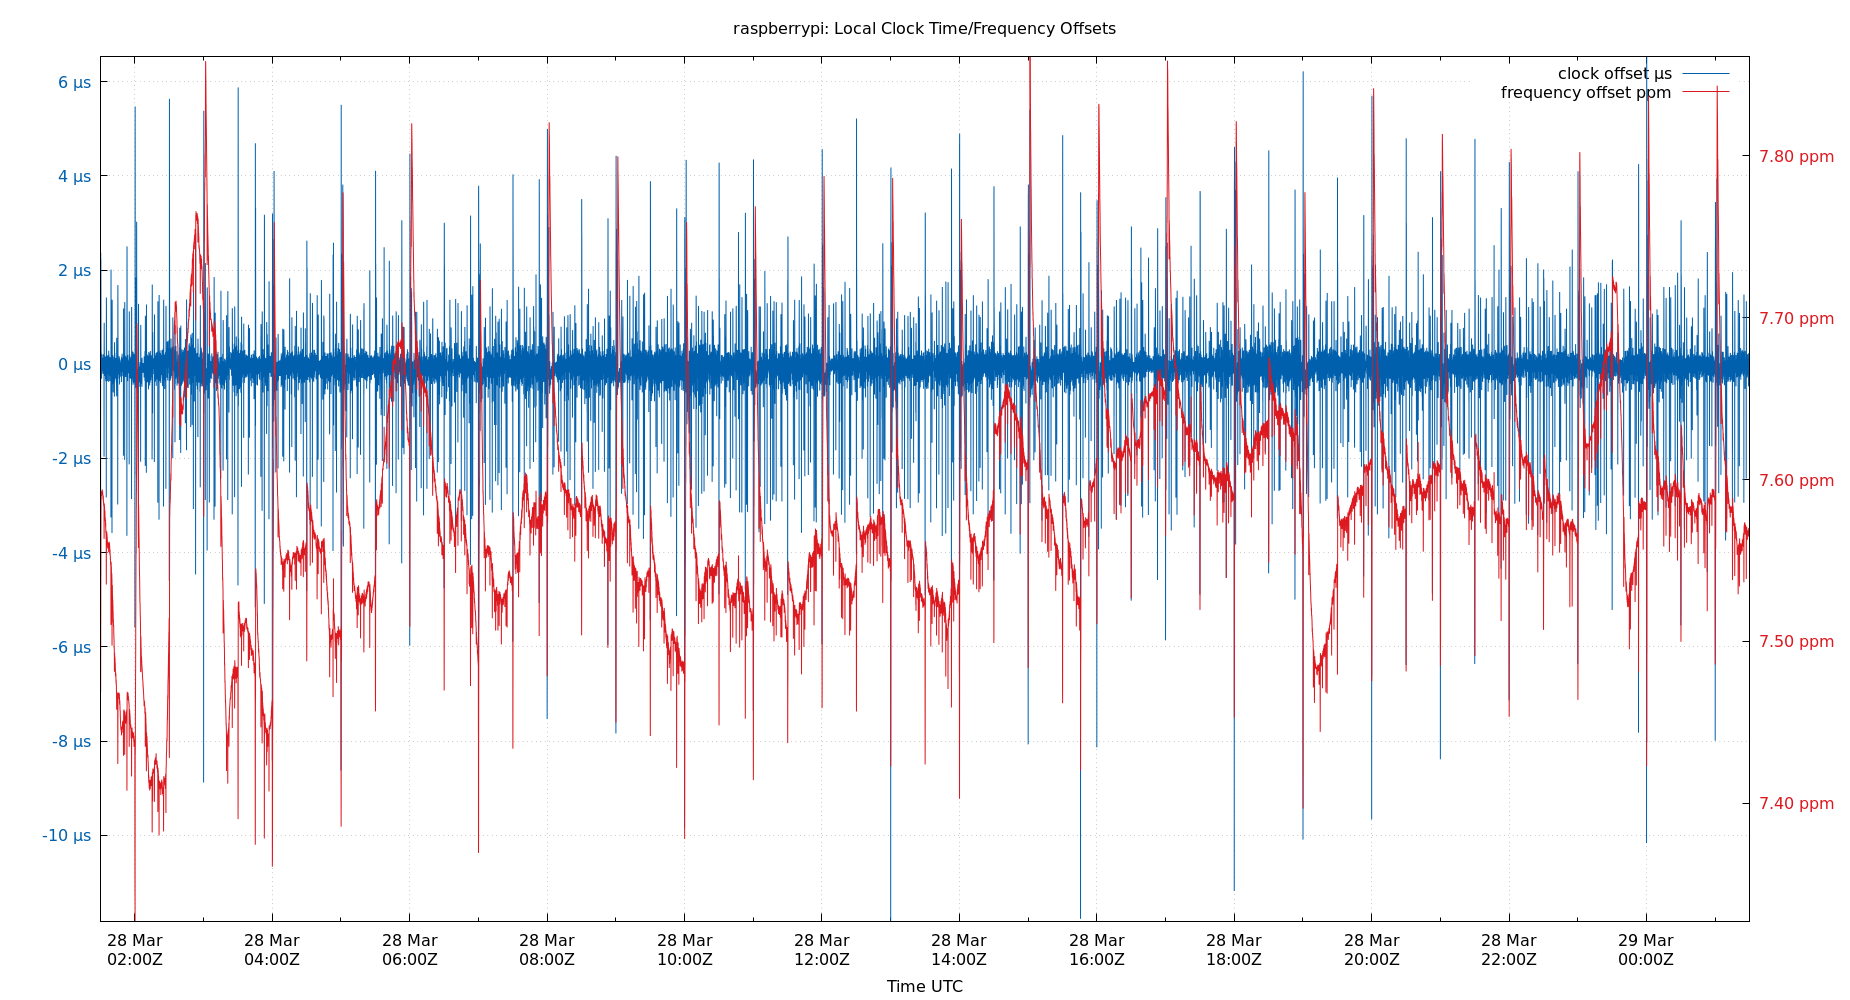 raspberrypi: Local Clock Time/Frequency Offsets
clock offset µs
frequency offset ppm
6 µs
4 µs
2 µs
0 µs
-2 µs
-4 µs
-6 µs
-8 µs
-10 µs
7.80 ppm
7.70 ppm
7.60 ppm
7.50 ppm
7.40 ppm
28 Mar 28 Mar 28 Mar 28 Mar 28 Mar 28 Mar 28 Mar 28 Mar 28 Mar 28 Mar 28 Mar 29 Mar
02:00Z 04:00Z 06:00Z 08:00Z 10:00Z 12:00Z 14:00Z 16:00Z 18:00Z 20:00Z 22:00Z 00:00Z
Time UTC